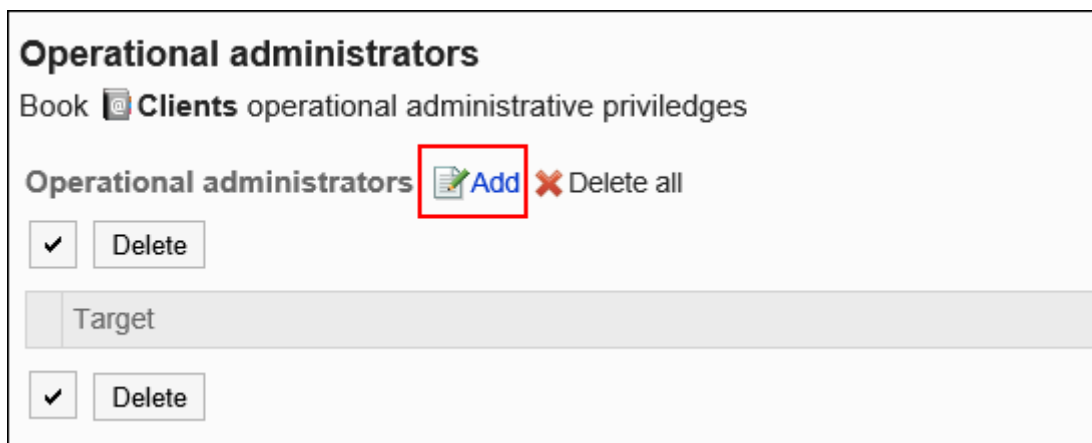 Operational administrators
Book Clients operational administrative priviledges
Operational administrators Add Delete all
Delete
Target
Delete